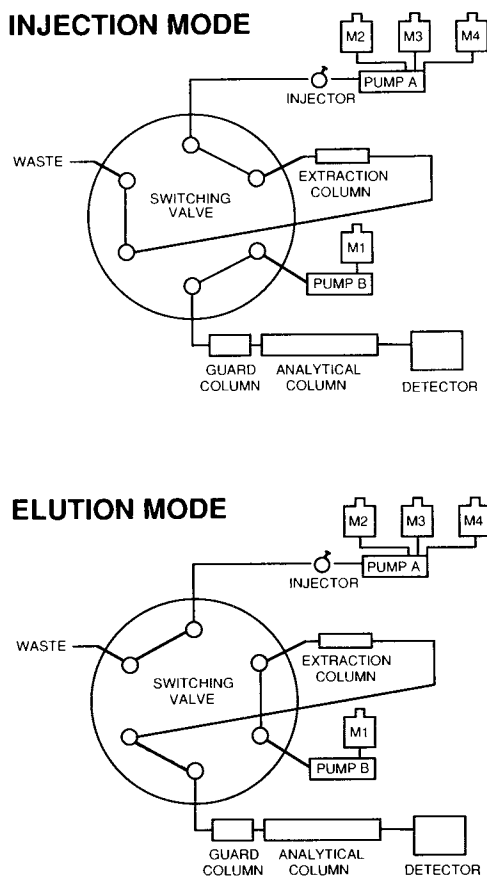 INJECTION MODE
M2
M3
M4
PUMP A
INJECTOR
WASTE
EXTRACTION
COLUMN
SWITCHING
VALVE
M1
PUMP B
GUARD
COLUMN
ANALYTICAL
COLUMN
DETECTOR
ELUTION MODE
M2
M3
M4
PUMP A
INJECTOR
WASTE
EXTRACTION
COLUMN
SWITCHING
VALVE
M1
PUMP B
GUARD
COLUMN
ANALYTICAL
COLUMN
DETECTOR